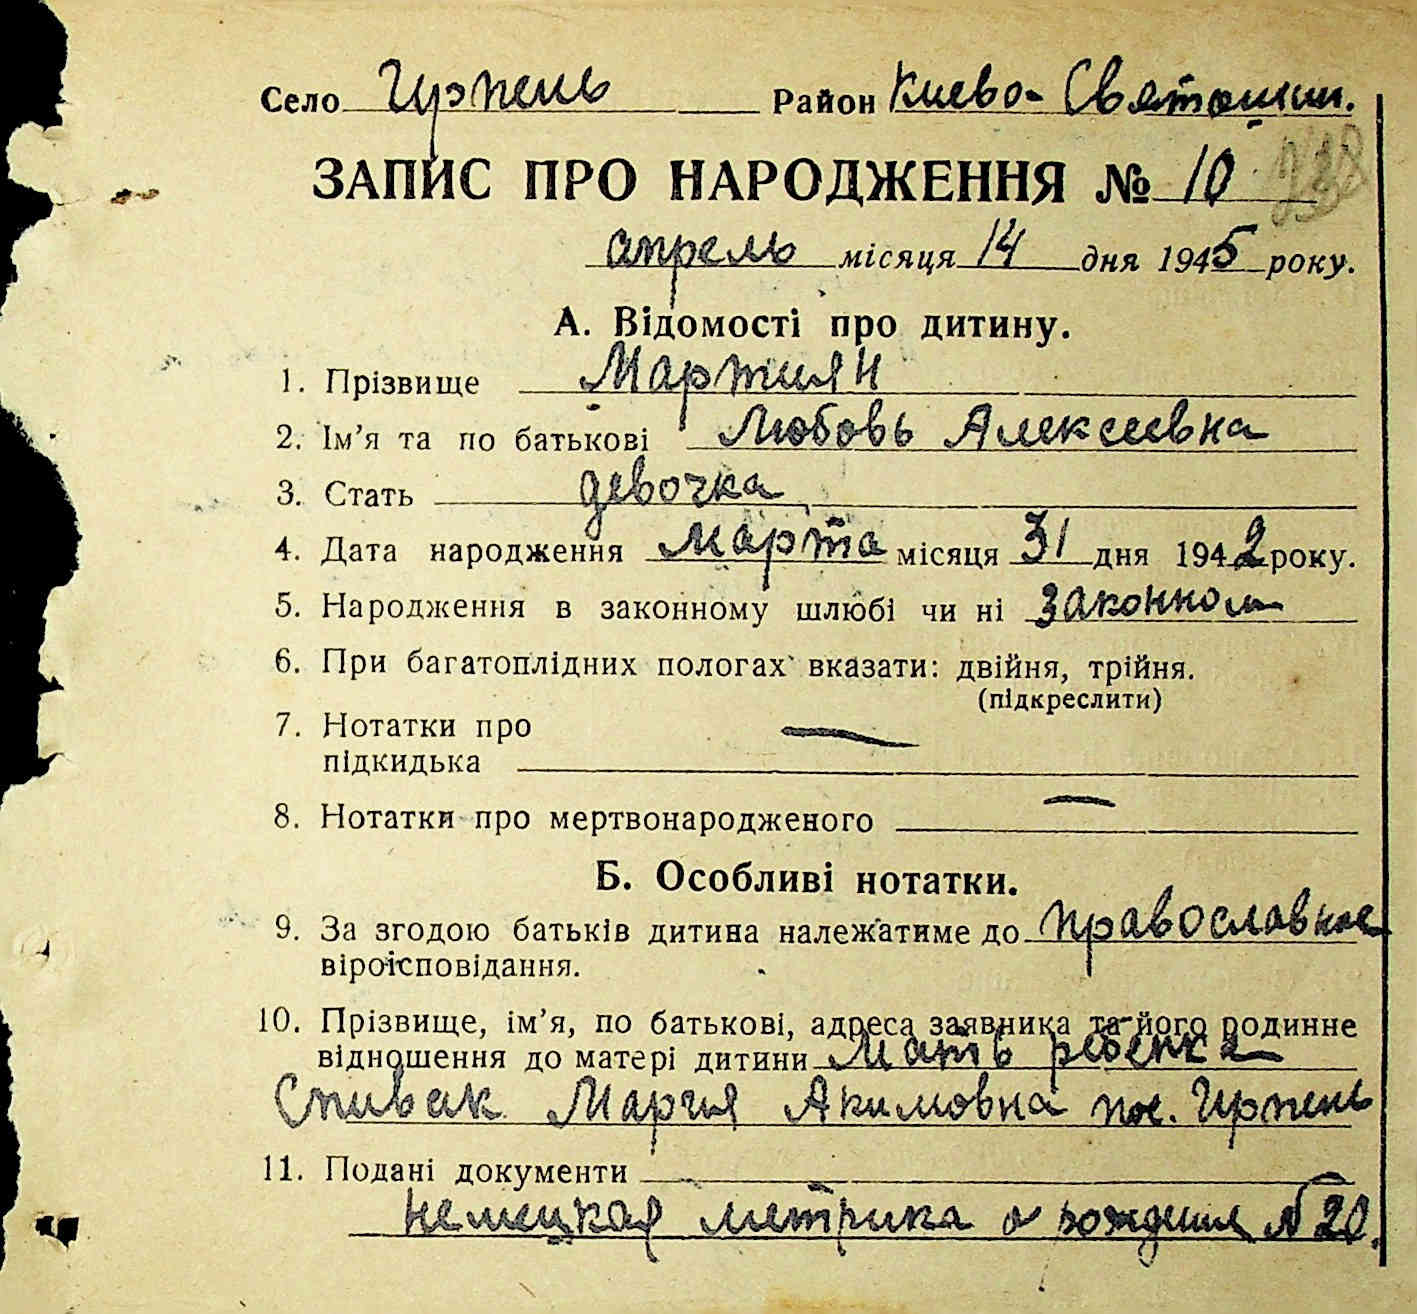 Село Ирпень Район Киево-Святошин.
ЗАПИС ПРО НАРОДЖЕННЯ № 10
апрель місяця 14 дня 1945 року.
А. Відомості про дитину.
1. Прізвище Мартиян
2. Ім’я та по батькові Любовь Алексеевна
3. Стать девочка
4. Дата народження марта місяця 31 дня 1942 року.
5. Народження в законному шлюбі чи ні законном
6. При багатоплідних пологах вказати: двійня, трійня.
(підкреслити)
7. Нотатки про
підкидька —
8. Нотатки про мертвонародженого —
Б. Особливі нотатки.
9. За згодою батьків дитина належатиме до православное
віроісповідання.
10. Прізвище, ім’я, по батькові, адреса заявника та його родинне
відношення до матері дитини Мать ребенка
Спивак Мария Акимовна пос. Ирпень
11. Подані документи
немецкая метрика о рождении № 20.